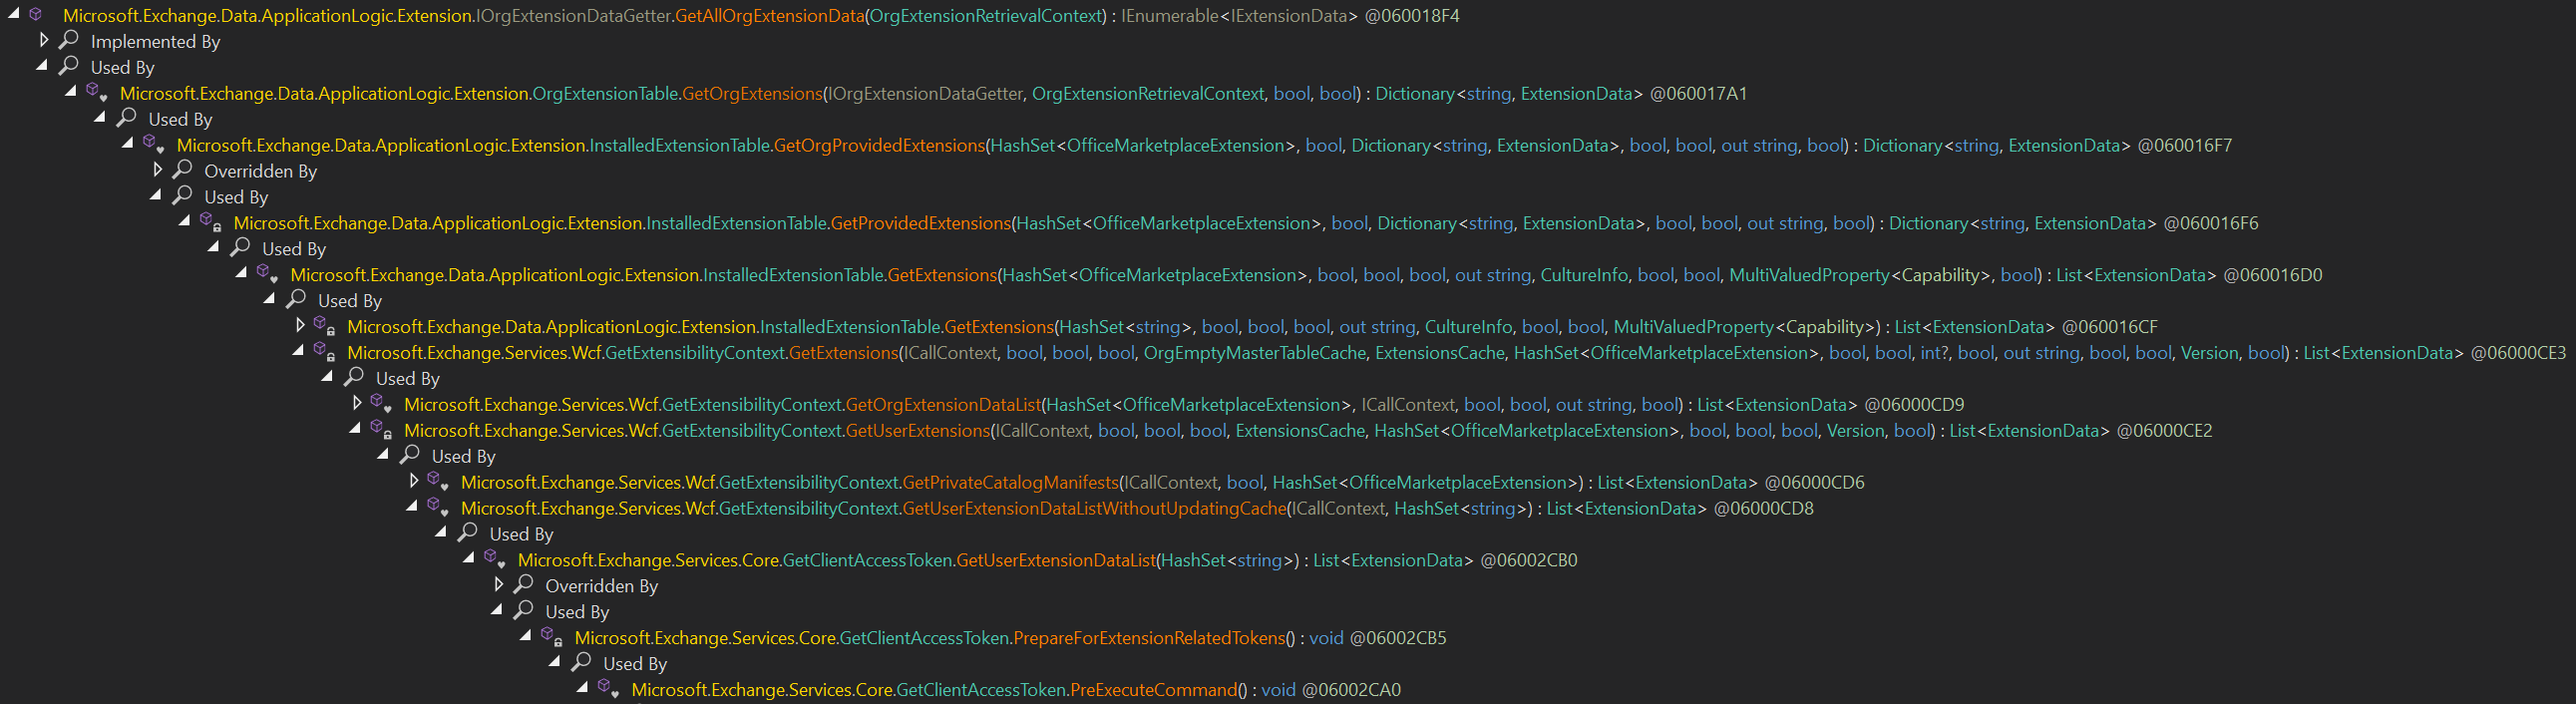 Microsoft.Exchange.Data.ApplicationLogic.Extension.IOrgExtensionDataGetter.GetAllOrgExtensionData(OrgExtensionRetrievalContext) : IEnumerable<IExtensionData> @060018F4
Implemented By
Used By
Microsoft.Exchange.Data.ApplicationLogic.Extension.OrgExtensionTable.GetOrgExtensions(IOrgExtensionDataGetter, OrgExtensionRetrievalContext, bool, bool) : Dictionary<string, ExtensionData> @060017A1
Used By
Microsoft.Exchange.Data.ApplicationLogic.Extension.InstalledExtensionTable.GetOrgProvidedExtensions(HashSet<OfficeMarketplaceExtension>, bool, Dictionary<string, ExtensionData>, bool, bool, out string, bool) : Dictionary<string, ExtensionData> @060016F7
Overridden By
Used By
Microsoft.Exchange.Data.ApplicationLogic.Extension.InstalledExtensionTable.GetProvidedExtensions(HashSet<OfficeMarketplaceExtension>, bool, Dictionary<string, ExtensionData>, bool, bool, out string, bool) : Dictionary<string, ExtensionData> @060016F6
Used By
Microsoft.Exchange.Data.ApplicationLogic.Extension.InstalledExtensionTable.GetExtensions(HashSet<OfficeMarketplaceExtension>, bool, bool, bool, out string, CultureInfo, bool, bool, MultiValuedProperty<Capability>, bool) : List<ExtensionData> @060016D0
Used By
Microsoft.Exchange.Data.ApplicationLogic.Extension.InstalledExtensionTable.GetExtensions(HashSet<string>, bool, bool, bool, out string, CultureInfo, bool, bool, MultiValuedProperty<Capability>) : List<ExtensionData> @060016CF
Microsoft.Exchange.Services.Wcf.GetExtensibilityContext.GetExtensions(ICallContext, bool, bool, bool, OrgEmptyMasterTableCache, ExtensionsCache, HashSet<OfficeMarketplaceExtension>, bool, bool, int?, bool, out string, bool, bool, Version, bool) : List<ExtensionData> @06000CE3
Used By
Microsoft.Exchange.Services.Wcf.GetExtensibilityContext.GetOrgExtensionDataList(HashSet<OfficeMarketplaceExtension>, ICallContext, bool, bool, out string, bool) : List<ExtensionData> @06000CD9
Microsoft.Exchange.Services.Wcf.GetExtensibilityContext.GetUserExtensions(ICallContext, bool, bool, bool, ExtensionsCache, HashSet<OfficeMarketplaceExtension>, bool, bool, bool, Version, bool) : List<ExtensionData> @06000CE2
Used By
Microsoft.Exchange.Services.Wcf.GetExtensibilityContext.GetPrivateCatalogManifests(ICallContext, bool, HashSet<OfficeMarketplaceExtension>) : List<ExtensionData> @06000CD6
Microsoft.Exchange.Services.Wcf.GetExtensibilityContext.GetUserExtensionDataListWithoutUpdatingCache(ICallContext, HashSet<string>) : List<ExtensionData> @06000CD8
Used By
Microsoft.Exchange.Services.Core.GetClientAccessToken.GetUserExtensionDataList(HashSet<string>) : List<ExtensionData> @06002CB0
Overridden By
Used By
Microsoft.Exchange.Services.Core.GetClientAccessToken.PrepareForExtensionRelatedTokens() : void @06002CB5
Used By
Microsoft.Exchange.Services.Core.GetClientAccessToken.PreExecuteCommand() : void @06002CA0